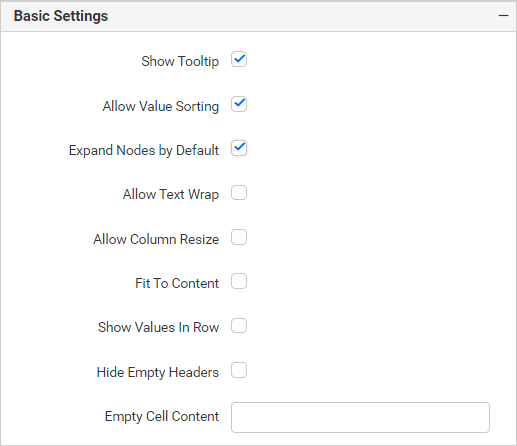 Basic Settings
Show Tooltip
Allow Value Sorting
Expand Nodes by Default
Allow Text Wrap
Allow Column Resize
Fit To Content
Show Values In Row
Hide Empty Headers
Empty Cell Content